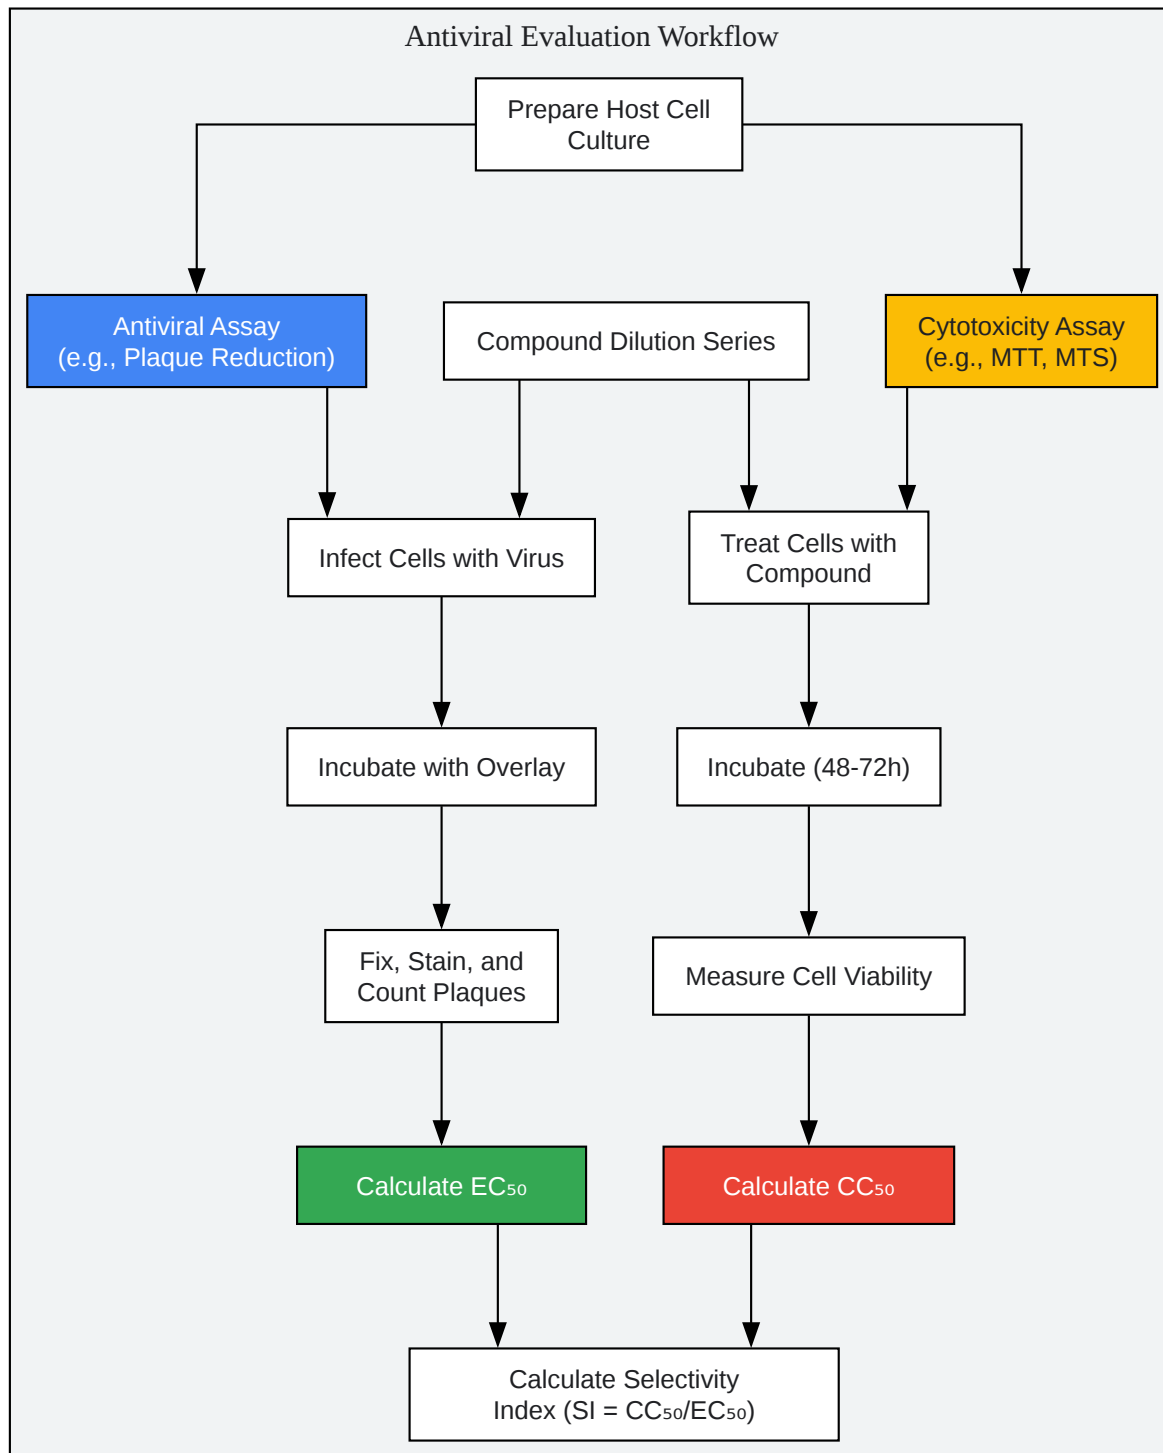 Antiviral Evaluation Workflow
Prepare Host Cell
Culture
Antiviral Assay
(e.g., Plaque Reduction)
Compound Dilution Series
Cytotoxicity Assay
(e.g., MTT, MTS)
Infect Cells with Virus
Treat Cells with
Compound
Incubate with Overlay
Incubate (48-72h)
Fix, Stain, and
Count Plaques
Measure Cell Viability
Calculate EC₅₀
Calculate CC₅₀
Calculate Selectivity
Index (SI = CC₅₀/EC₅₀)